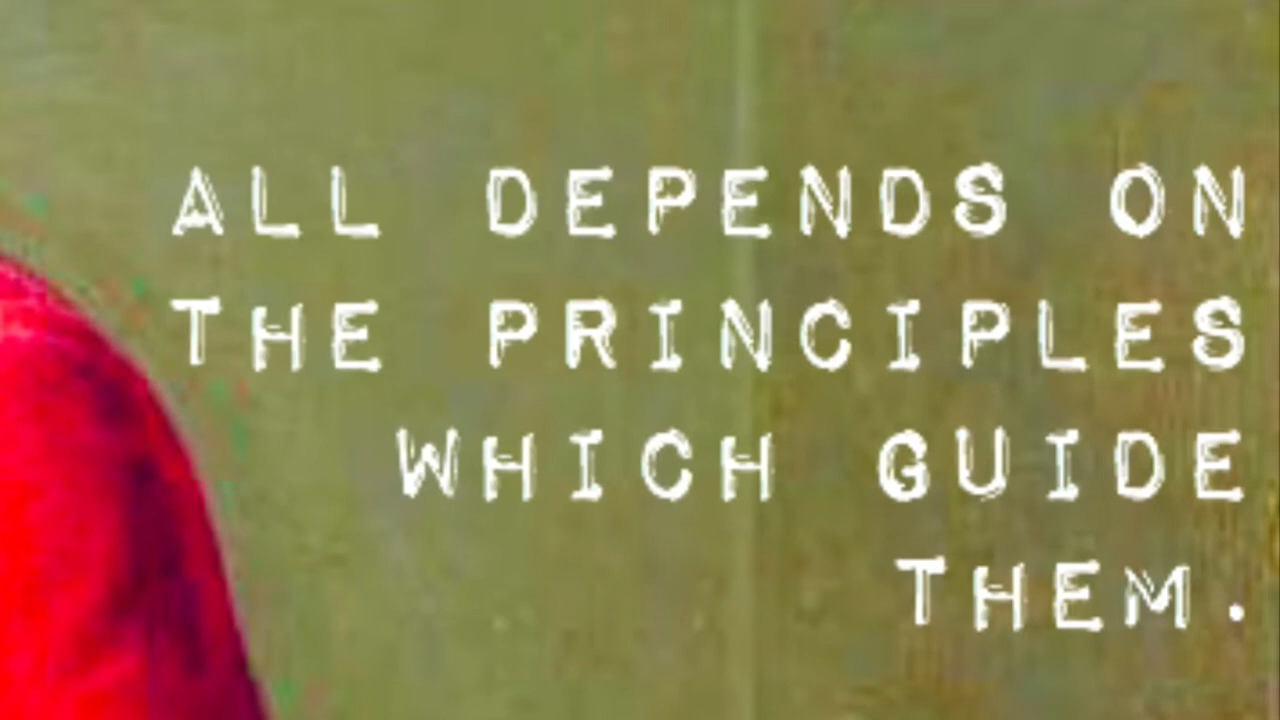 ALL DEPENDS ON
THE PRINCIPLES
WHICH GUIDE
THEM.